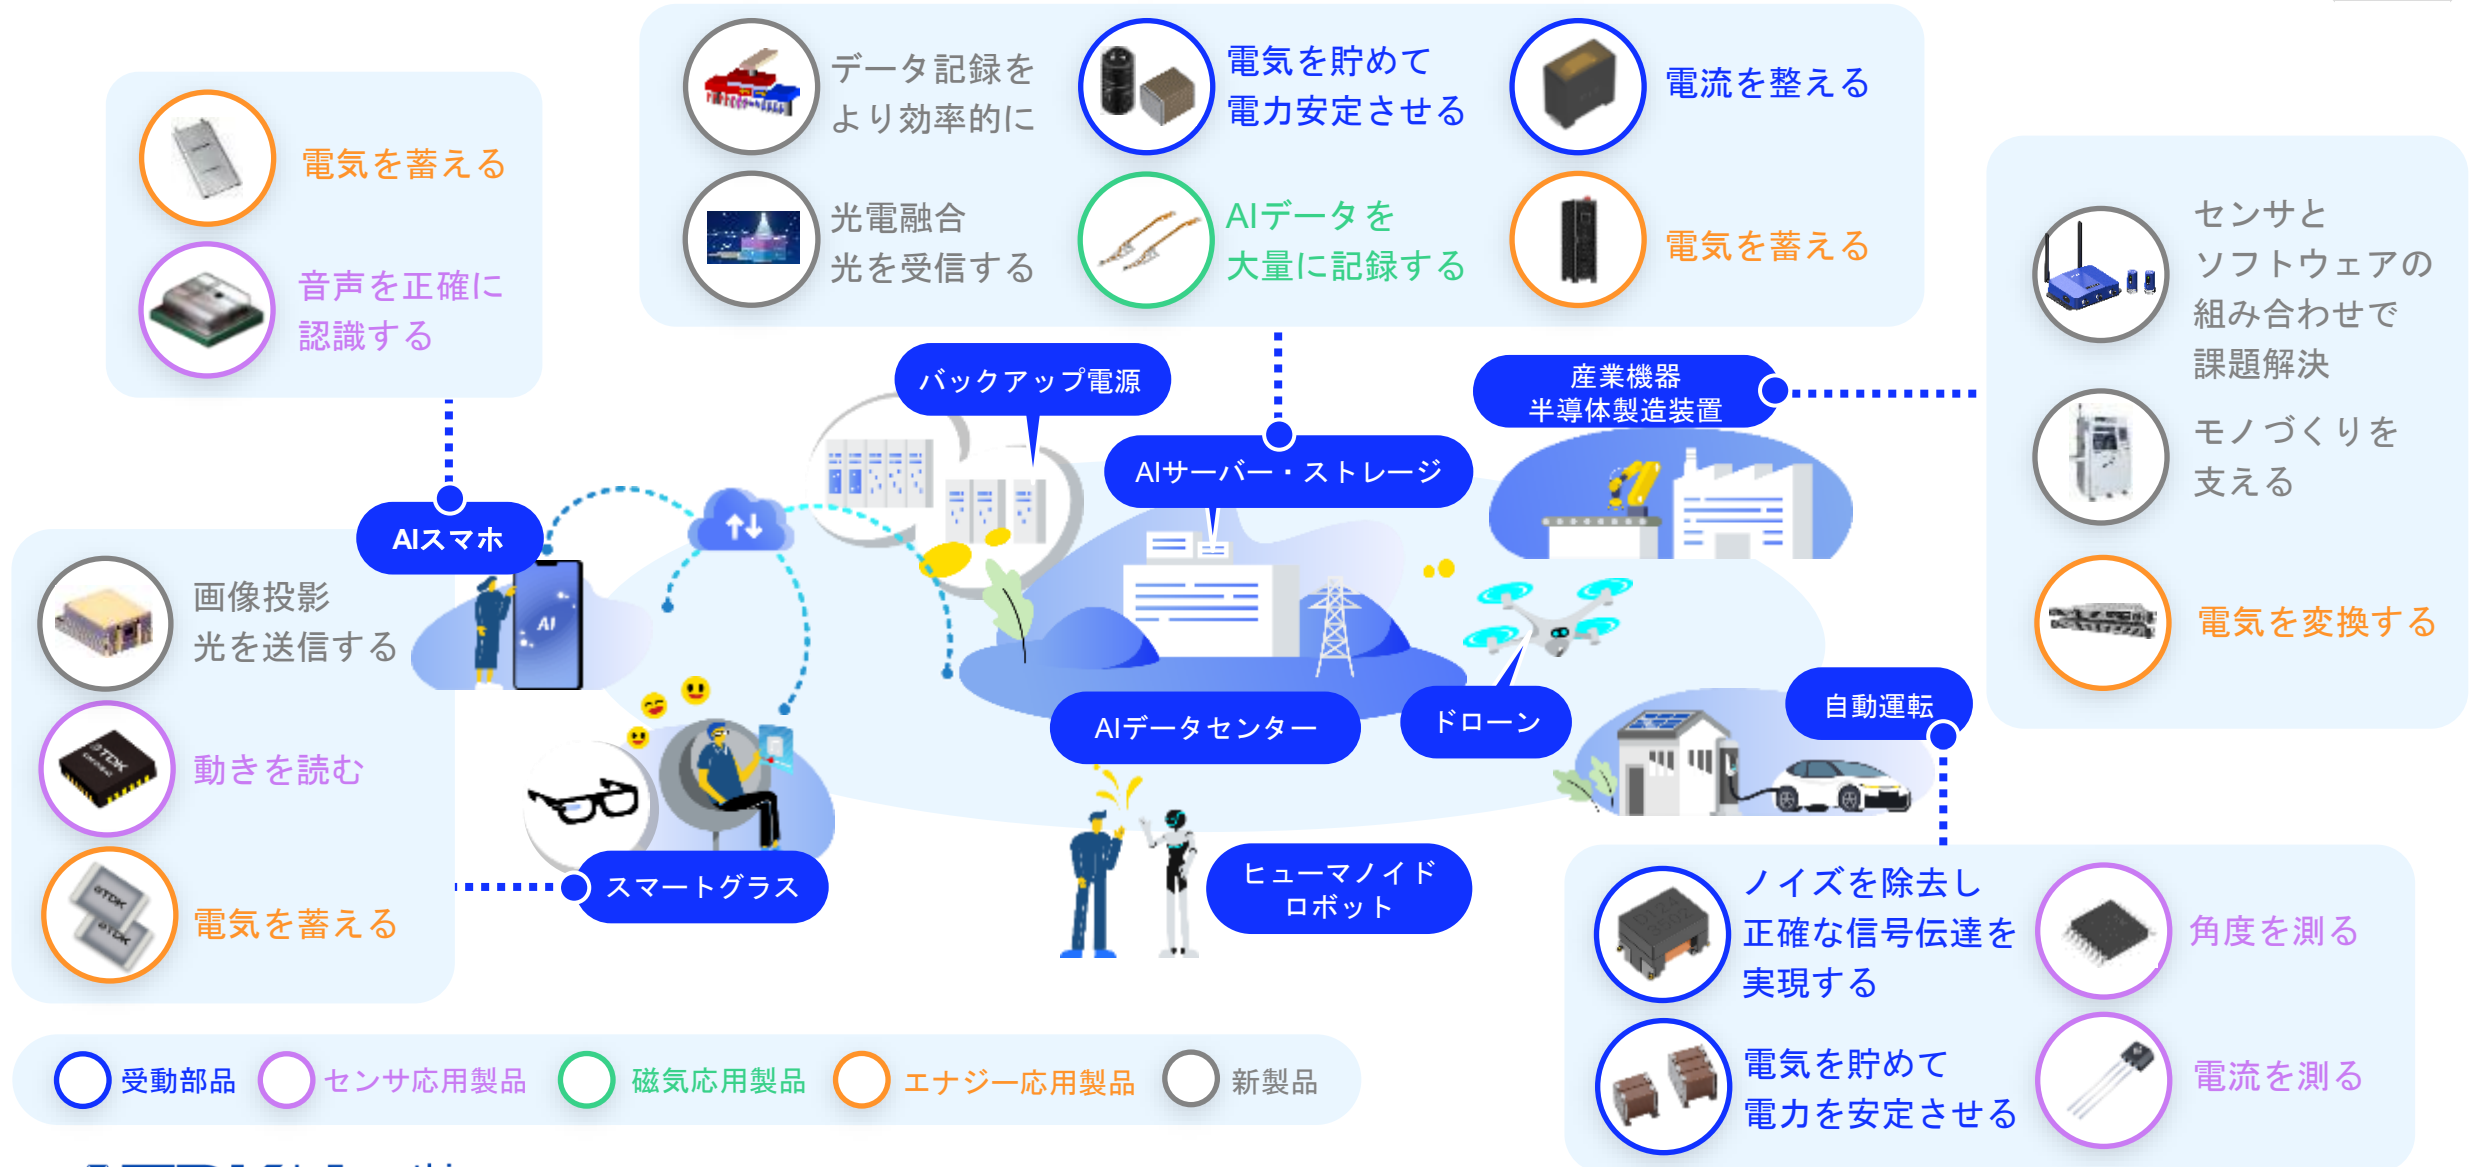 データ記録を
より効率的に
電気を貯めて
電力安定させる
電流を整える
光電融合
光を受信する
AIデータを
大量に記録する
電気を蓄える
電気を蓄える
音声を正確に
認識する
センサと
ソフトウェアの
組み合わせで
課題解決
モノづくりを
支える
電気を変換する
バックアップ電源
産業機器
半導体製造装置
AIサーバー・ストレージ
AIスマホ
AI
画像投影
光を送信する
TDK
動きを読む
TDK
TDK
電気を蓄える
AIデータセンター
ドローン
自動運転
スマートグラス
ヒューマノイド
ロボット
ノイズを除去し
正確な信号伝達を
実現する
角度を測る
電気を貯めて
電力を安定させる
電流を測る
受動部品
センサ応用製品
磁気応用製品
エナジー応用製品
新製品